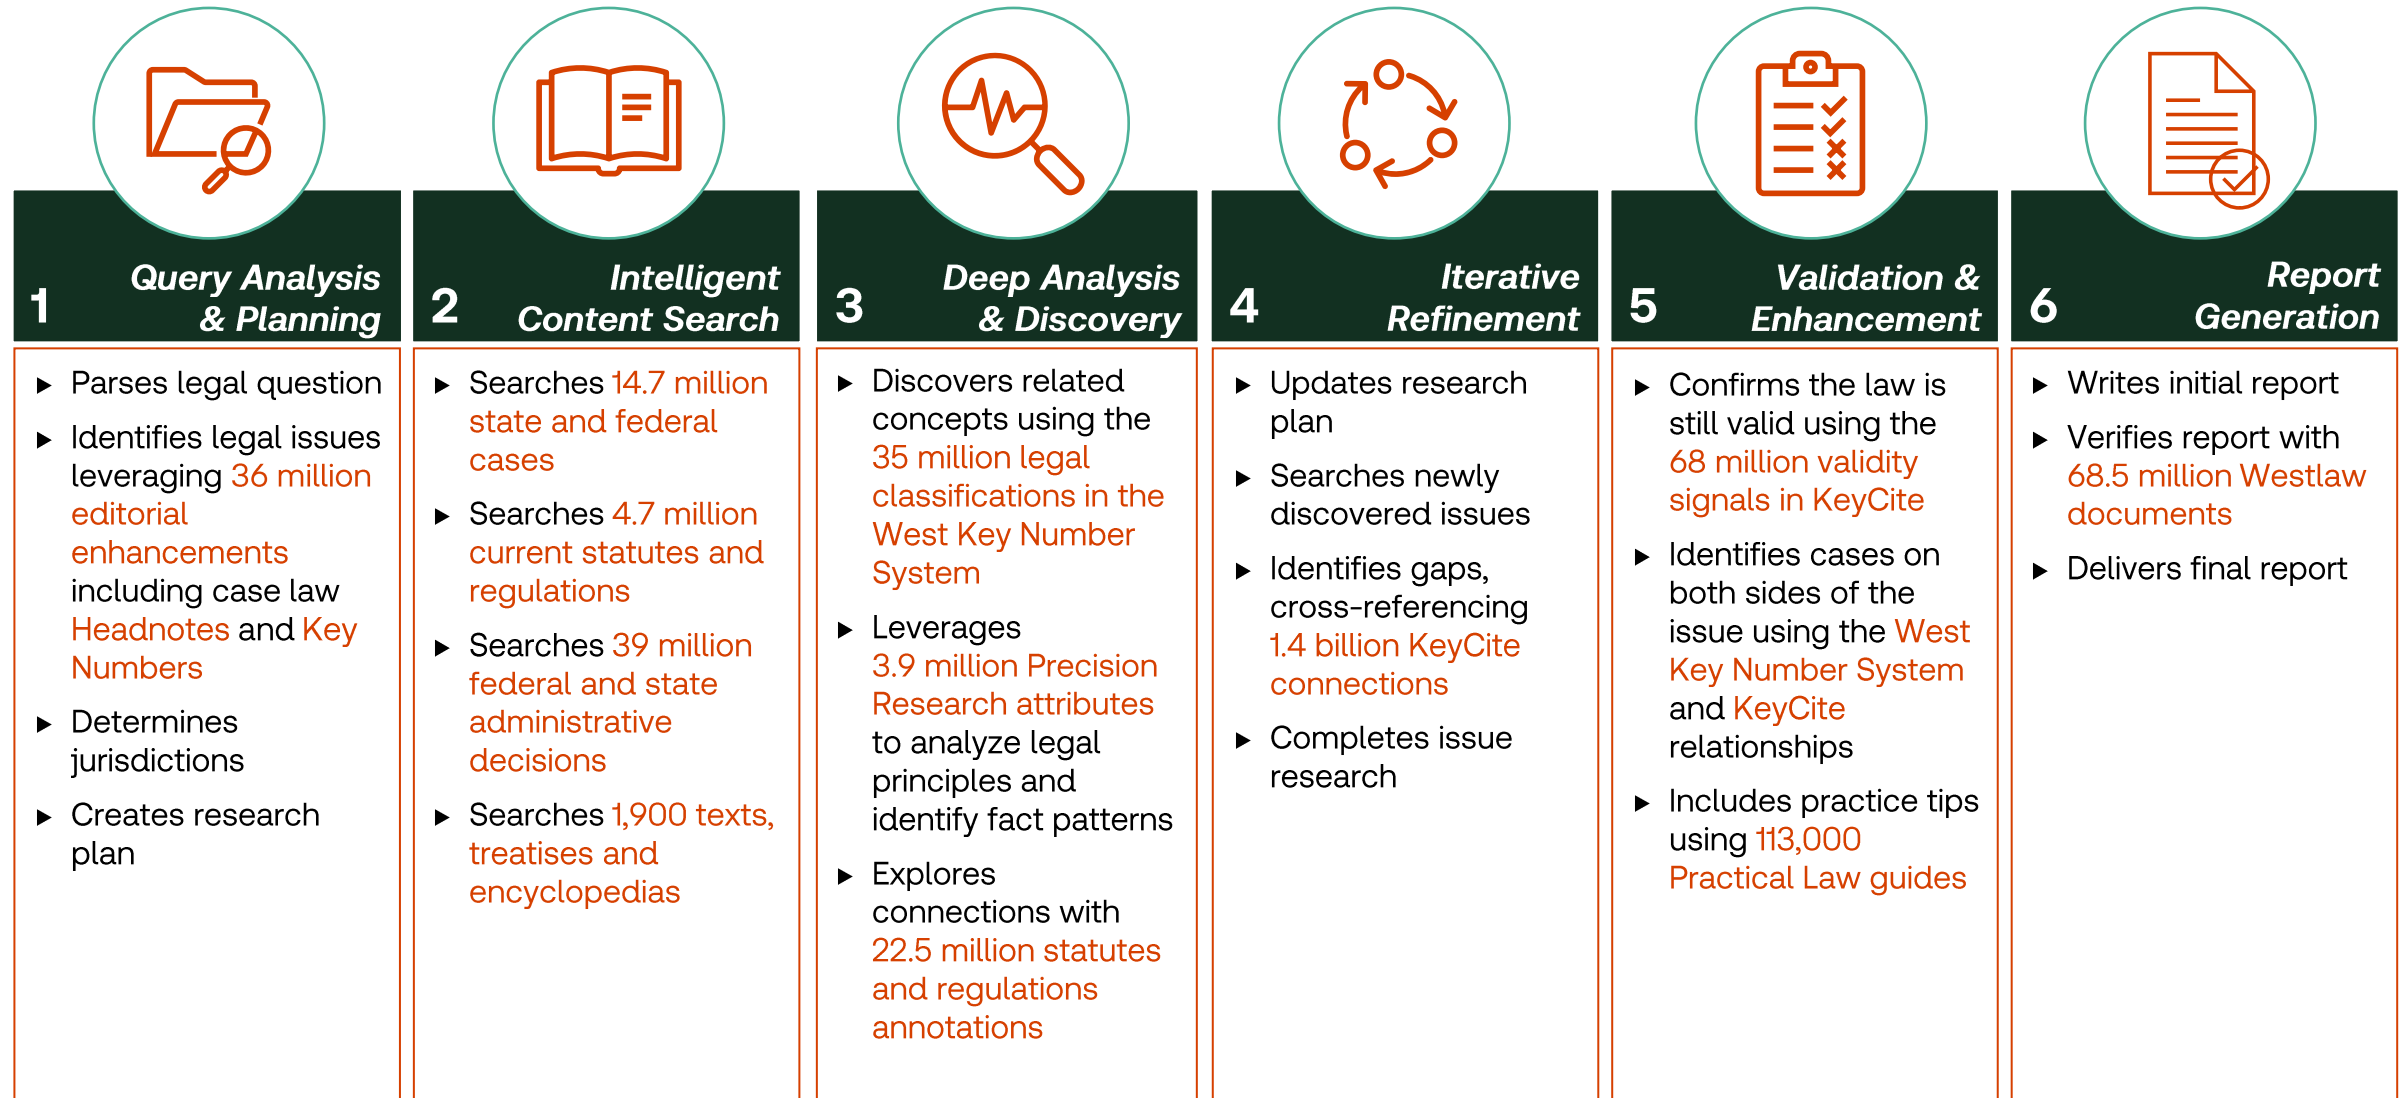 1
Query Analysis
& Planning
Parses legal question
Identifies legal issues
leveraging 36 million
editorial
enhancements
including case law
Headnotes and Key
Numbers
Determines
jurisdictions
Creates research
plan
2
Intelligent
Content Search
Searches 14.7 million
state and federal
cases
Searches 4.7 million
current statutes and
regulations
Searches 39 million
federal and state
administrative
decisions
Searches 1,900 texts,
treatises and
encyclopedias
3
Deep Analysis
& Discovery
Discovers related
concepts using the
35 million legal
classifications in the
West Key Number
System
Leverages
3.9 million Precision
Research attributes
to analyze legal
principles and
identify fact patterns
Explores
connections with
22.5 million statutes
and regulations
annotations
4
Iterative
Refinement
Updates research
plan
Searches newly
discovered issues
Identifies gaps,
cross-referencing
1.4 billion KeyCite
connections
Completes issue
research
5
Validation &
Enhancement
Confirms the law is
still valid using the
68 million validity
signals in KeyCite
Identifies cases on
both sides of the
issue using the West
Key Number System
and KeyCite
relationships
Includes practice tips
using 113,000
Practical Law guides
6
Report
Generation
Writes initial report
Verifies report with
68.5 million Westlaw
documents
Delivers final report